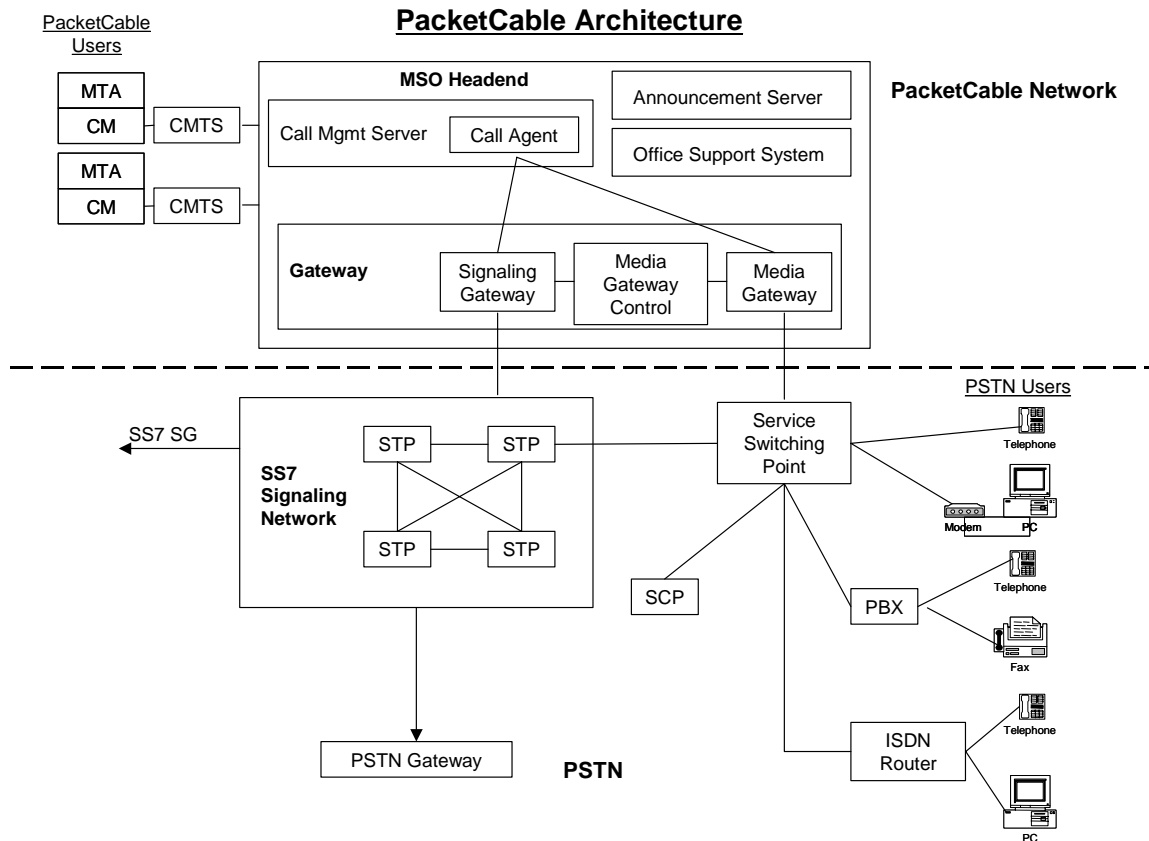 PacketCable Architecture
PacketCable
Users
MTA
CM
CMTS
MTA
CM
CMTS
MSO Headend
Call Mgmt Server
Call Agent
Announcement Server
Office Support System
PacketCable Network
Gateway
Signaling
Gateway
Media
Gateway
Control
Media
Gateway
SS7 SG
SS7
Signaling
Network
STP
STP
STP
STP
PSTN Gateway
PSTN
Service
Switching
Point
SCP
PBX
ISDN
Router
PSTN Users
Telephone
Modem
PC
Telephone
Fax
Telephone
PC